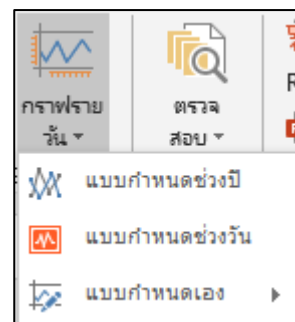 กราฟราย
วัน
ตรวจ
สอบ
R
แบบกำหนดช่วงปี
แบบกำหนดช่วงวัน
แบบกำหนดเอง